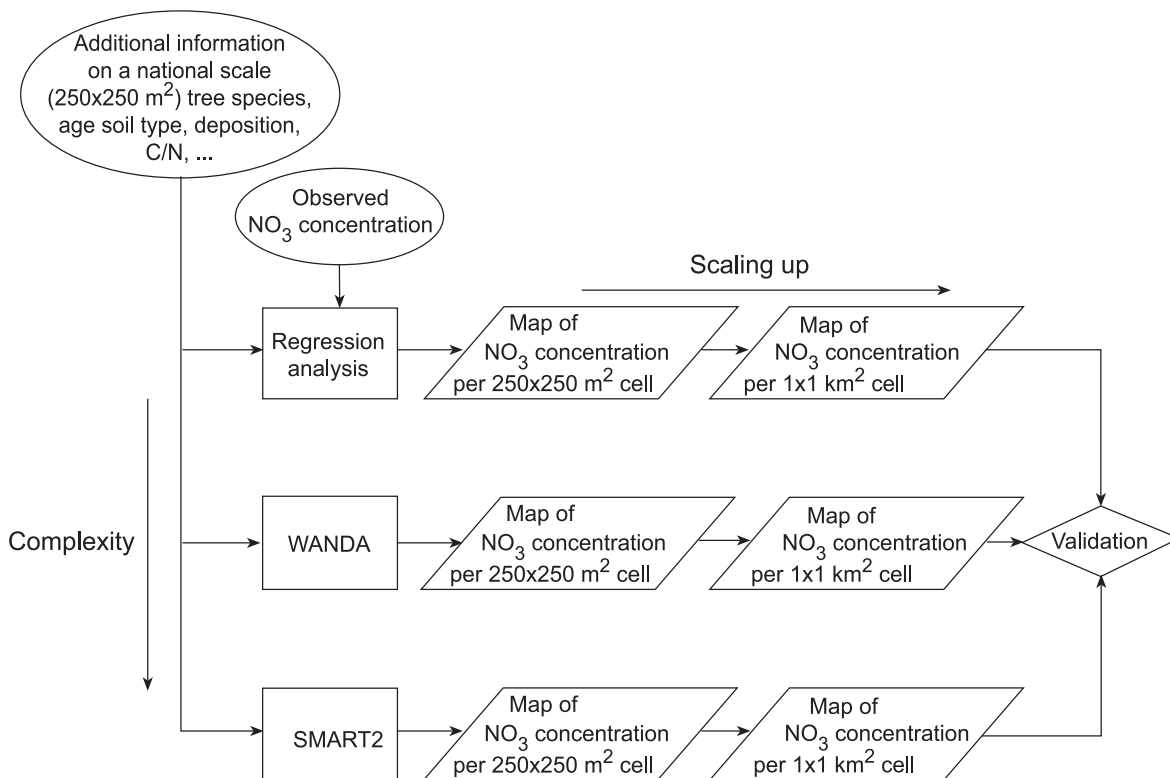 Additional information
on a national scale
(250x250 m²) tree species,
age soil type, deposition,
C/N, ...
Observed
NO₃ concentration
Scaling up
Regression
analysis
Map of
NO₃ concentration
per 250x250 m² cell
Map of
NO₃ concentration
per 1x1 km² cell
Complexity
WANDA
Map of
NO₃ concentration
per 250x250 m² cell
Map of
NO₃ concentration
per 1x1 km² cell
Validation
SMART2
Map of
NO₃ concentration
per 250x250 m² cell
Map of
NO₃ concentration
per 1x1 km² cell